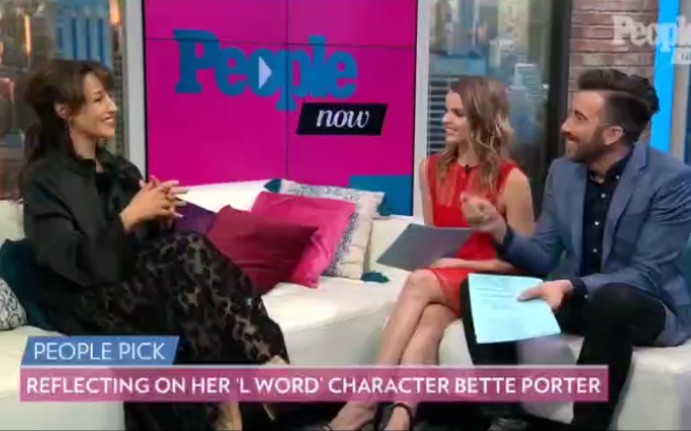 People
now
People
PEOPLE PICK
REFLECTING ON HER 'L WORD' CHARACTER BETTE PORTER